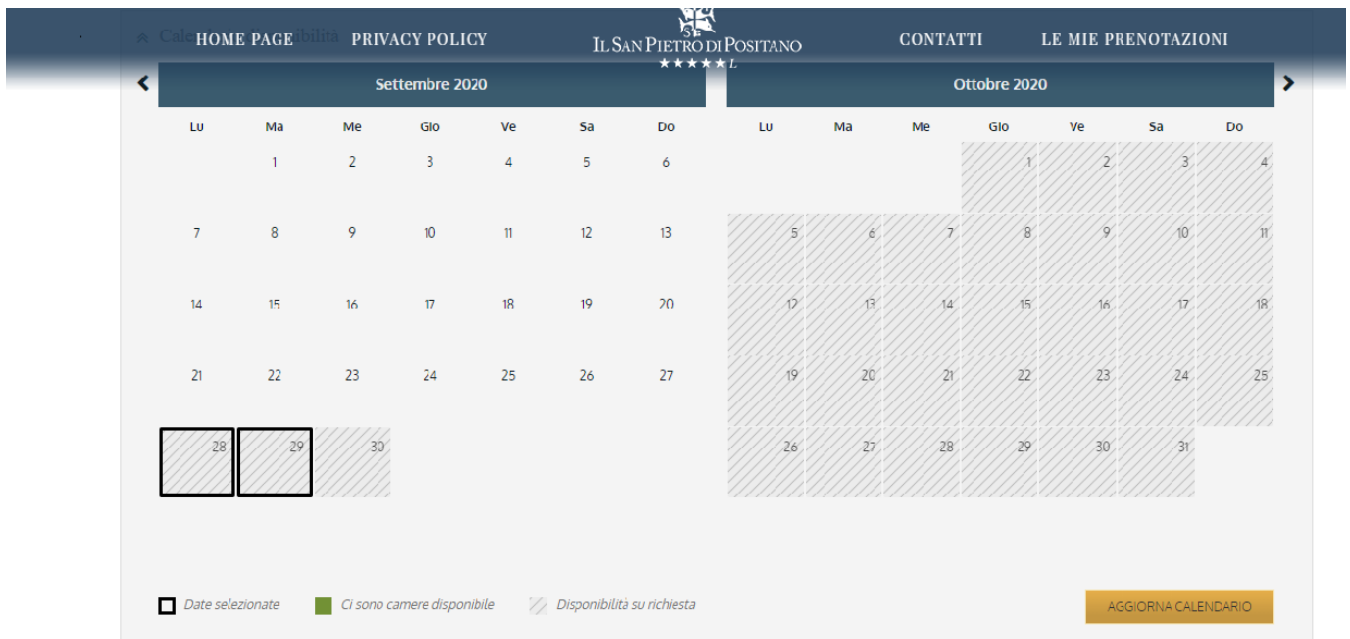 HOME PAGE PRIVACY POLICY IL SAN PIETRO DI POSITANO CONTATTI LE MIE PRENOTAZIONI
★★★★★L
Settembre 2020 Ottobre 2020
Lu Ma Me Gio Ve Sa Do Lu Ma Me Gio Ve Sa Do
1 2 3 4 5 6 1 2 3 4
7 8 9 10 11 12 13 5 6 7 8 9 10 11
14 15 16 17 18 19 20 12 13 14 15 16 17 18
21 22 23 24 25 26 27 19 20 21 22 23 24 25
28 29 30 26 27 28 29 30 31
Date selezionate Ci sono camere disponibile Disponibilità su richiesta AGGIORNA CALENDARIO